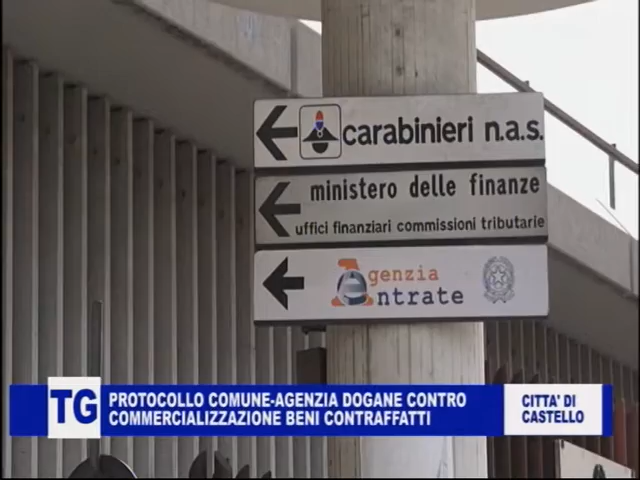 carabinieri n.a.s.
ministero delle finanze
uffici finanziari commissioni tributarie
Agenzia
Entrate
TG
PROTOCOLLO COMUNE-AGENZIA DOGANE CONTRO
COMMERCIALIZZAZIONE BENI CONTRAFFATTI
CITTA' DI
CASTELLO